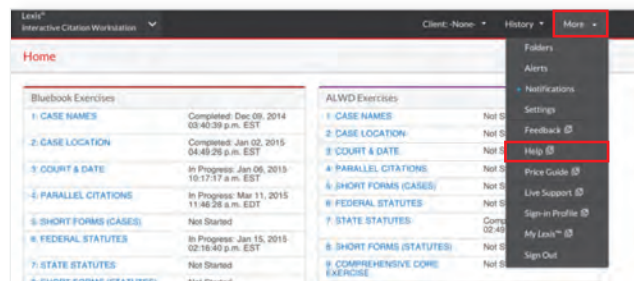 Lexis®
Interactive Citation Workstation
Client: -None-
History
More
Home
Folders
Alerts
Notifications
Settings
Feedback
Help
Price Guide
Live Support
Sign-in Profile
My Lexis™
Sign Out
Bluebook Exercises
1: CASE NAMES
Completed: Dec 09, 2014
03:40:39 p.m. EST
2: CASE LOCATION
Completed: Jan 02, 2015
04:49:26 p.m. EST
3: COURT & DATE
In Progress: Jan 06, 2015
10:17:17 a.m. EST
4: PARALLEL CITATIONS
In Progress: Mar 11, 2015
11:46:28 a.m. EDT
5: SHORT FORMS (CASES)
Not Started
6: FEDERAL STATUTES
In Progress: Jan 15, 2015
02:16:40 p.m. EST
7: STATE STATUTES
Not Started
ALWD Exercises
1: CASE NAMES
Not S
2: CASE LOCATION
Not S
3: COURT & DATE
Not S
4: PARALLEL CITATIONS
Not S
5: SHORT FORMS (CASES)
Not S
6: FEDERAL STATUTES
Not S
7: STATE STATUTES
Comp
02:49
8: SHORT FORMS (STATUTES)
Not S
9: COMPREHENSIVE CORE
EXERCISE
Not S